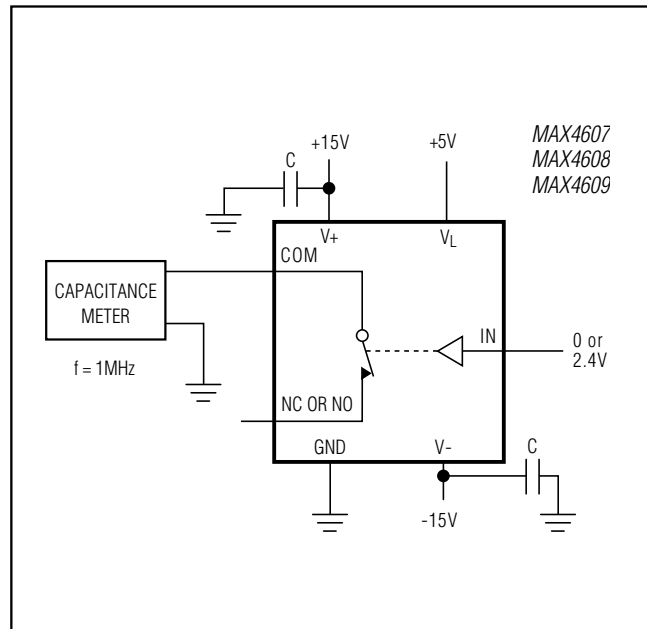 MAX4607
MAX4608
MAX4609
+15V
+5V
C
V+
VL
COM
CAPACITANCE
METER
f = 1MHz
IN
0 or
2.4V
NC OR NO
GND
V-
C
-15V